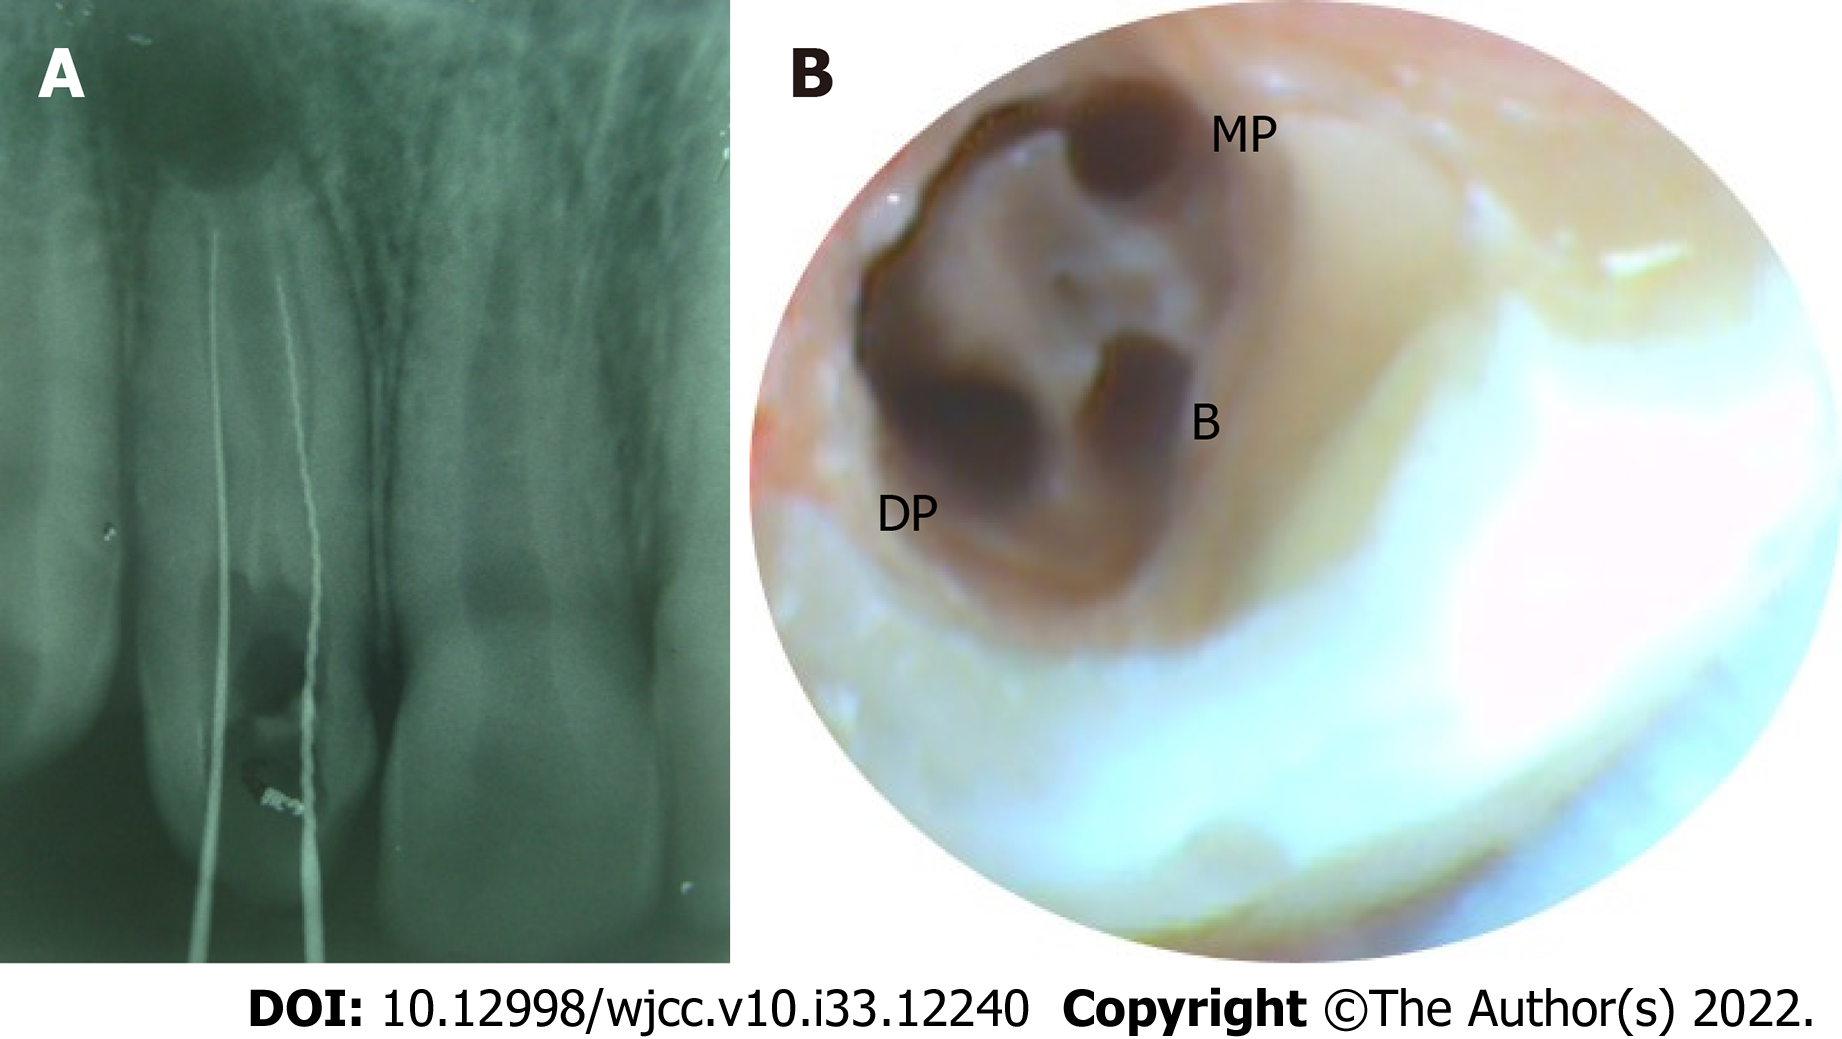 A
B
MP
B
DP
DOI: 10.12998/wjcc.v10.i33.12240 Copyright ©The Author(s) 2022.